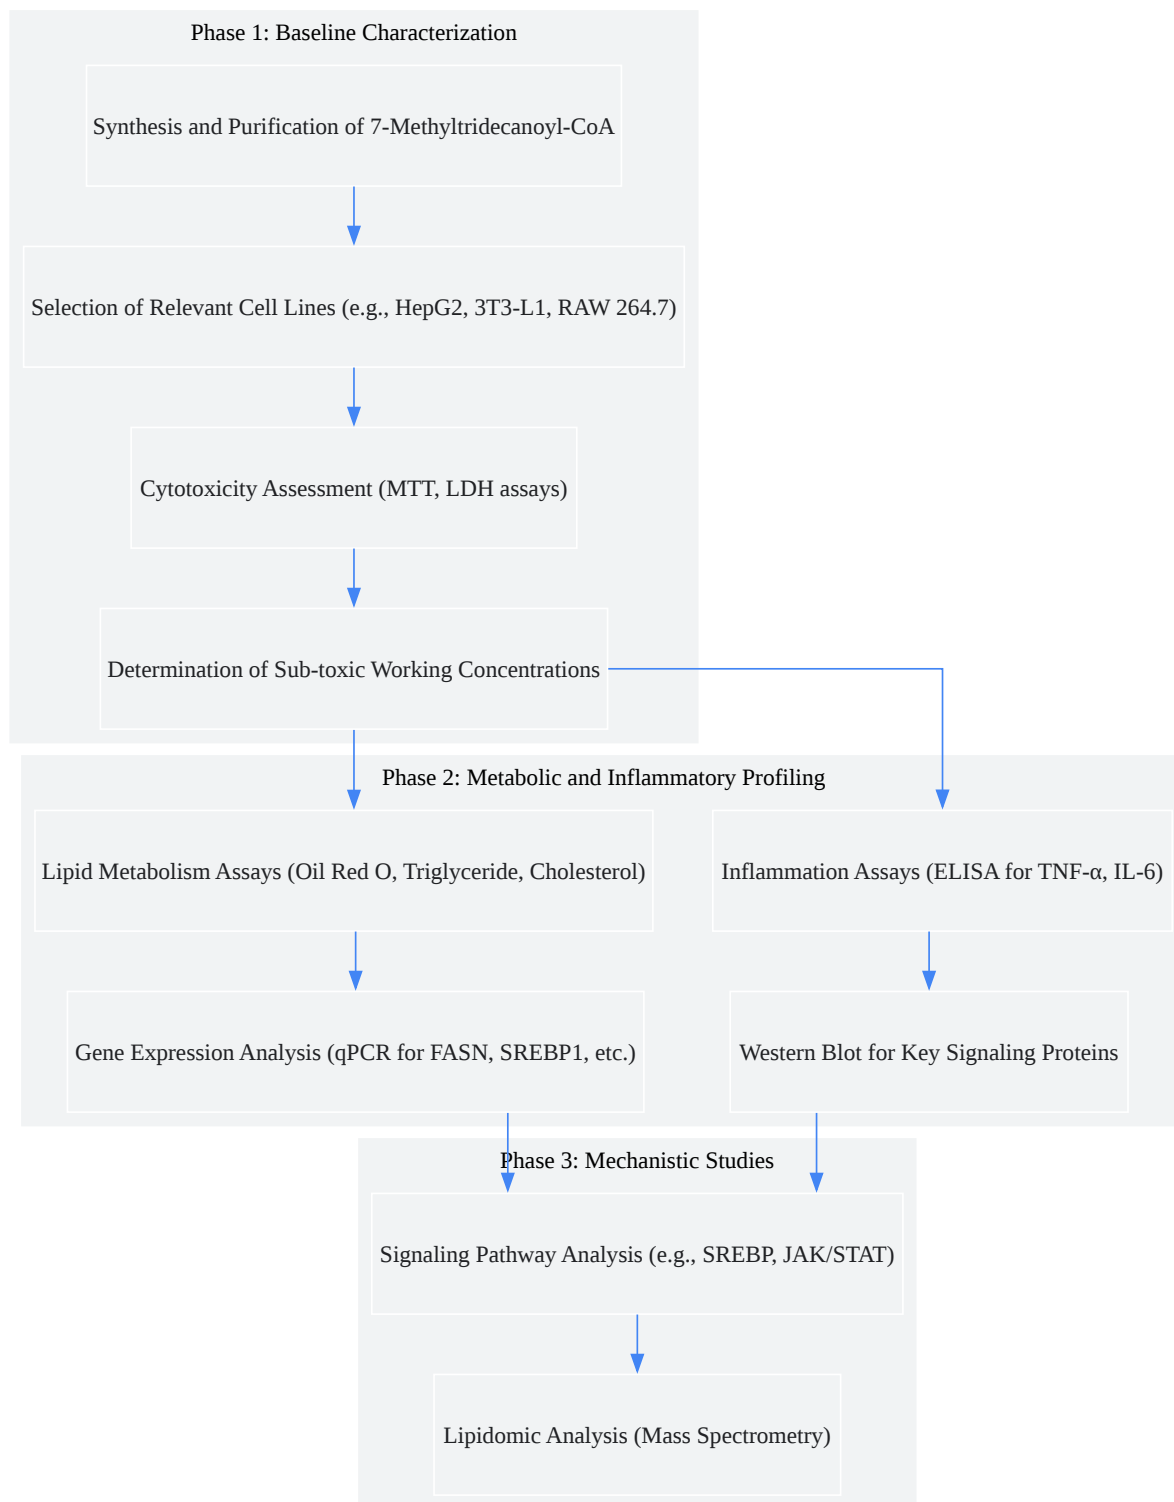 Phase 1: Baseline Characterization
Synthesis and Purification of 7-Methyltridecanoyl-CoA
Selection of Relevant Cell Lines (e.g., HepG2, 3T3-L1, RAW 264.7)
Cytotoxicity Assessment (MTT, LDH assays)
Determination of Sub-toxic Working Concentrations
Phase 2: Metabolic and Inflammatory Profiling
Lipid Metabolism Assays (Oil Red O, Triglyceride, Cholesterol)
Inflammation Assays (ELISA for TNF-α, IL-6)
Gene Expression Analysis (qPCR for FASN, SREBP1, etc.)
Western Blot for Key Signaling Proteins
Phase 3: Mechanistic Studies
Signaling Pathway Analysis (e.g., SREBP, JAK/STAT)
Lipidomic Analysis (Mass Spectrometry)